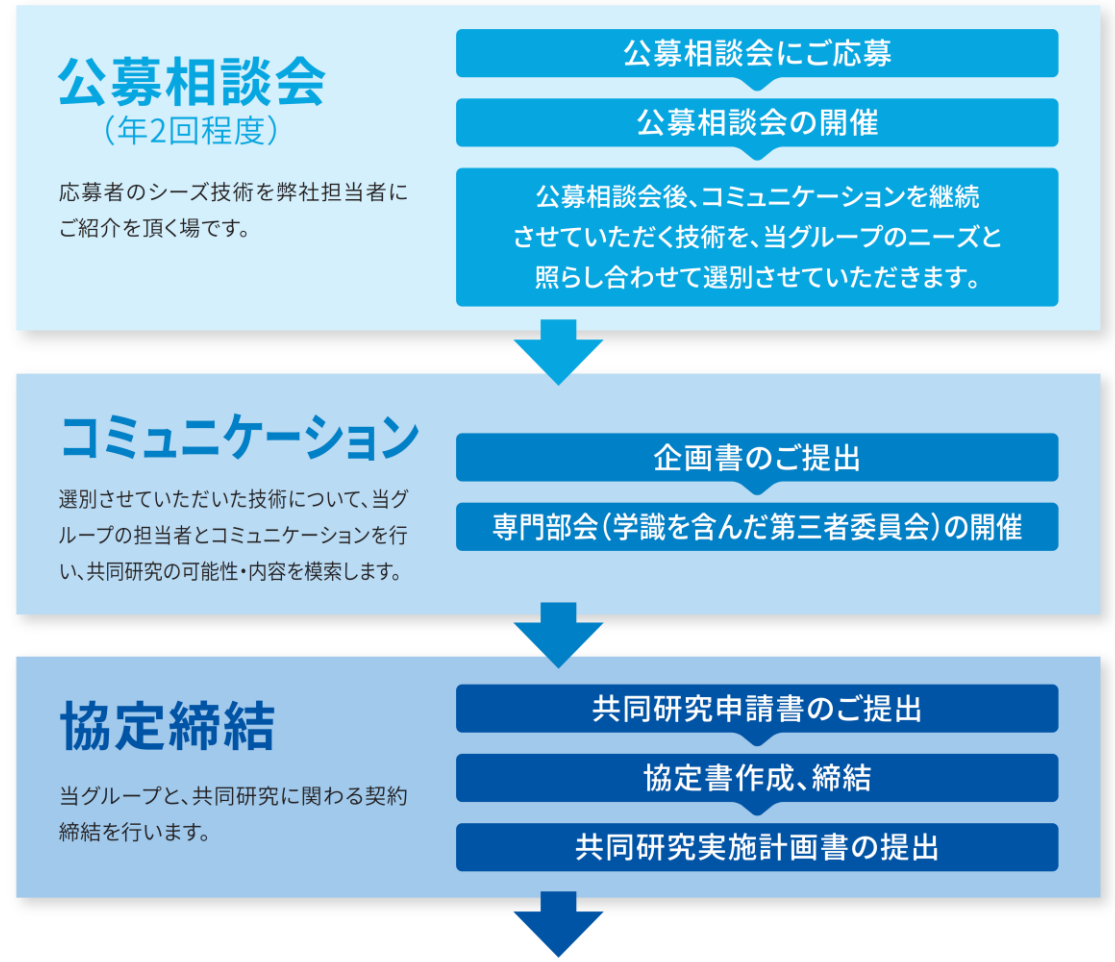 公募相談会
（年2回程度）
応募者のシーズ技術を弊社担当者に
ご紹介を頂く場です。
公募相談会にご応募
公募相談会の開催
公募相談会後、コミュニケーションを継続
させていただく技術を、当グループのニーズと
照らし合わせて選別させていただきます。
コミュニケーション
選別させていただいた技術について、当グ
ループの担当者とコミュニケーションを行
い、共同研究の可能性・内容を模索します。
企画書のご提出
専門部会（学識を含んだ第三者委員会）の開催
協定締結
当グループと、共同研究に関わる契約
締結を行います。
共同研究申請書のご提出
協定書作成、締結
共同研究実施計画書の提出